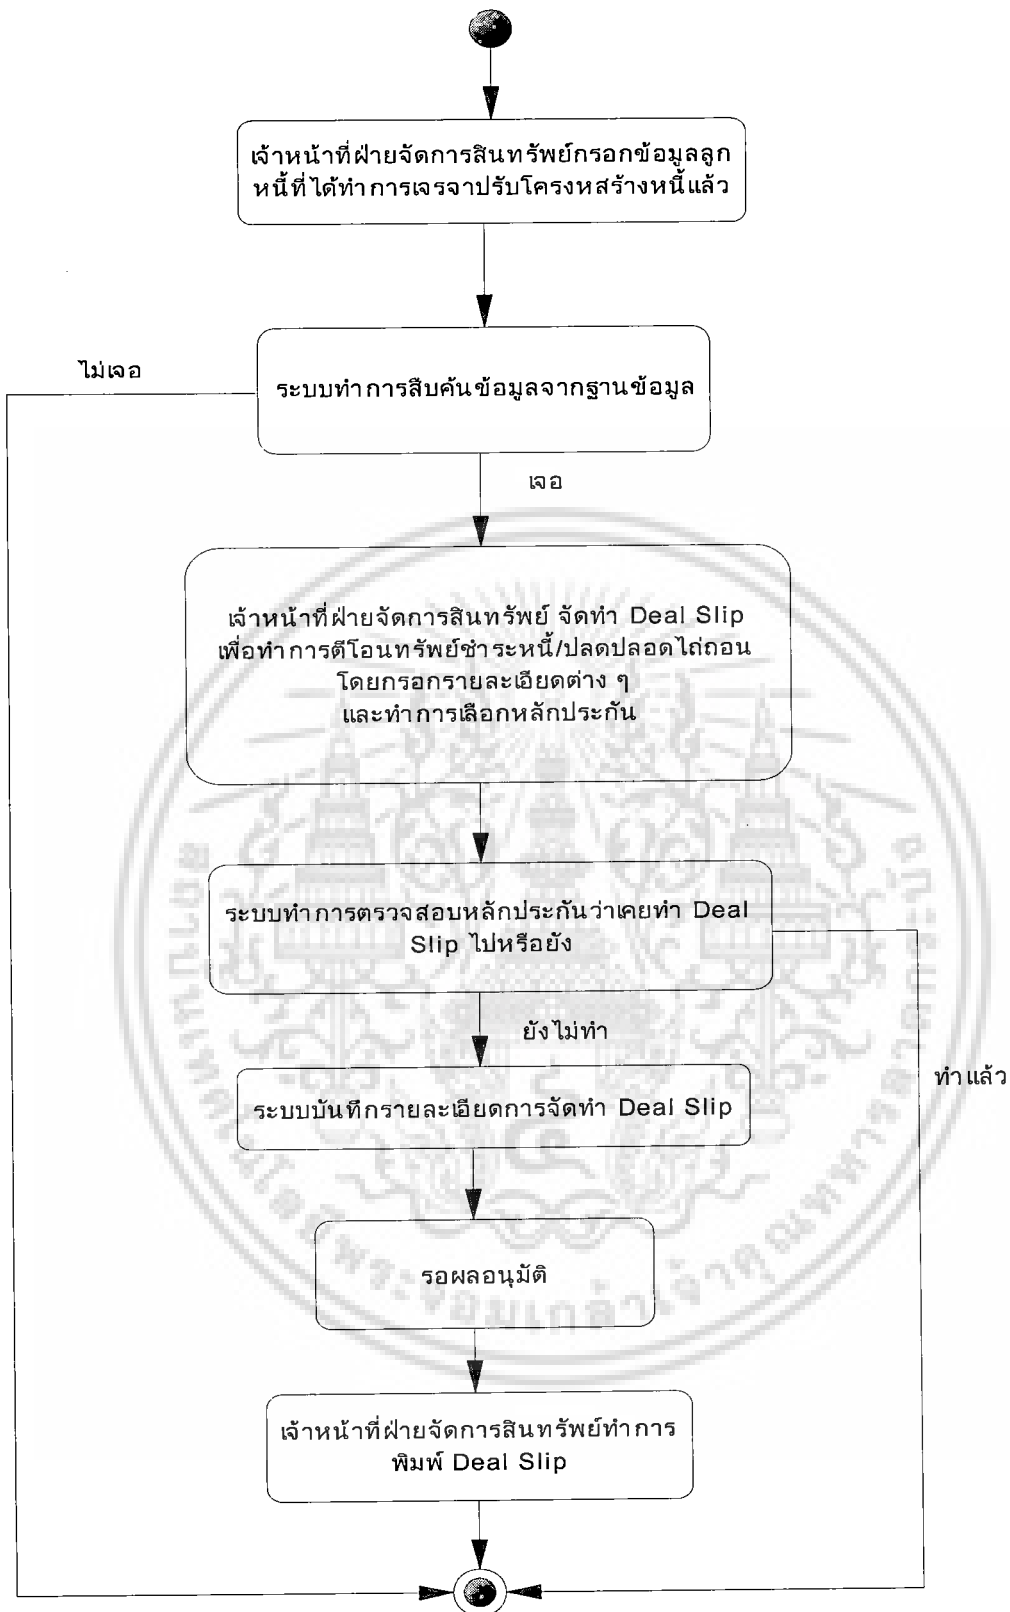 เจ้าหน้าที่ฝ่ายจัดการสินทรัพย์กรอกข้อมูลลูก
หนี้ที่ได้ทำการเจรจาปรับโครงหสร้างหนี้แล้ว
ไม่เจอ
ระบบทำการสืบค้นข้อมูลจากฐานข้อมูล
เจอ
เจ้าหน้าที่ฝ่ายจัดการสินทรัพย์ จัดทำ Deal Slip
เพื่อทำการตีโอนทรัพย์ชำระหนี้/ปลดปลอดไถ่ถอน
โดยกรอกรายละเอียดต่าง ๆ
และทำการเลือกหลักประกัน
ระบบทำการตรวจสอบหลักประกันว่าเคยทำ Deal
Slip ไปหรือยัง
ยังไม่ทำ
ทำแล้ว
ระบบบันทึกรายละเอียดการจัดทำ Deal Slip
รอผลอนุมัติ
เจ้าหน้าที่ฝ่ายจัดการสินทรัพย์ทำการ
พิมพ์ Deal Slip